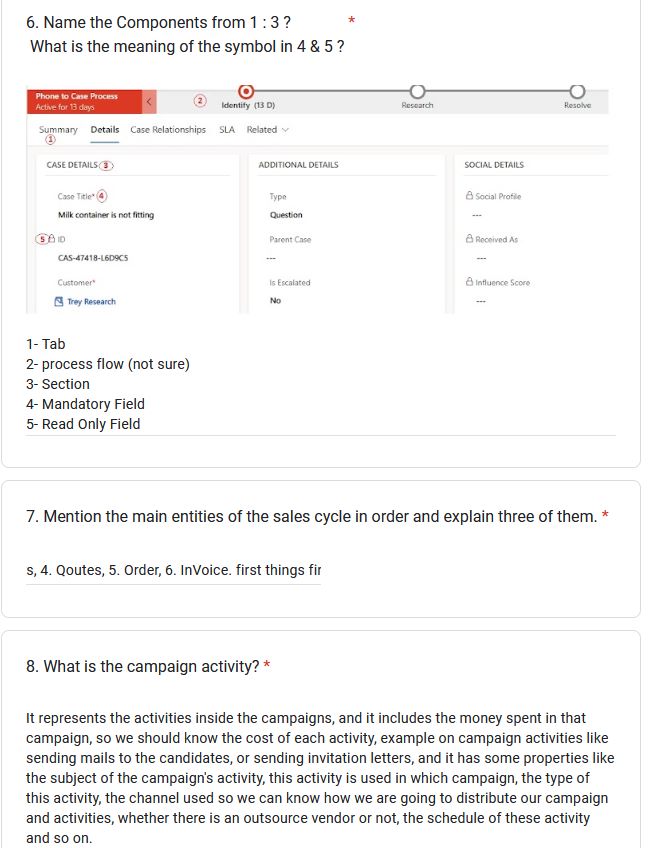 6. Name the Components from 1 : 3 ? *
What is the meaning of the symbol in 4 & 5 ?
Phone to Case Process
Active for 13 days
<
2
Identify (13 D)
Research
Resolve
Summary Details Case Relationships SLA Related
1
CASE DETAILS 3
ADDITIONAL DETAILS
SOCIAL DETAILS
Case Title* 4
Type
Social Profile
Milk container is not fitting
Question
---
5 ID
Parent Case
Received As
CAS-47418-L6D9C5
---
---
Customer*
Is Escalated
Influence Score
Trey Research
No
---
1- Tab
2- process flow (not sure)
3- Section
4- Mandatory Field
5- Read Only Field
7. Mention the main entities of the sales cycle in order and explain three of them. *
s, 4. Qoutes, 5. Order, 6. InVoice. first things fir
8. What is the campaign activity? *
It represents the activities inside the campaigns, and it includes the money spent in that
campaign, so we should know the cost of each activity, example on campaign activities like
sending mails to the candidates, or sending invitation letters, and it has some properties like
the subject of the campaign's activity, this activity is used in which campaign, the type of
this activity, the channel used so we can know how we are going to distribute our campaign
and activities, whether there is an outsource vendor or not, the schedule of these activity
and so on.